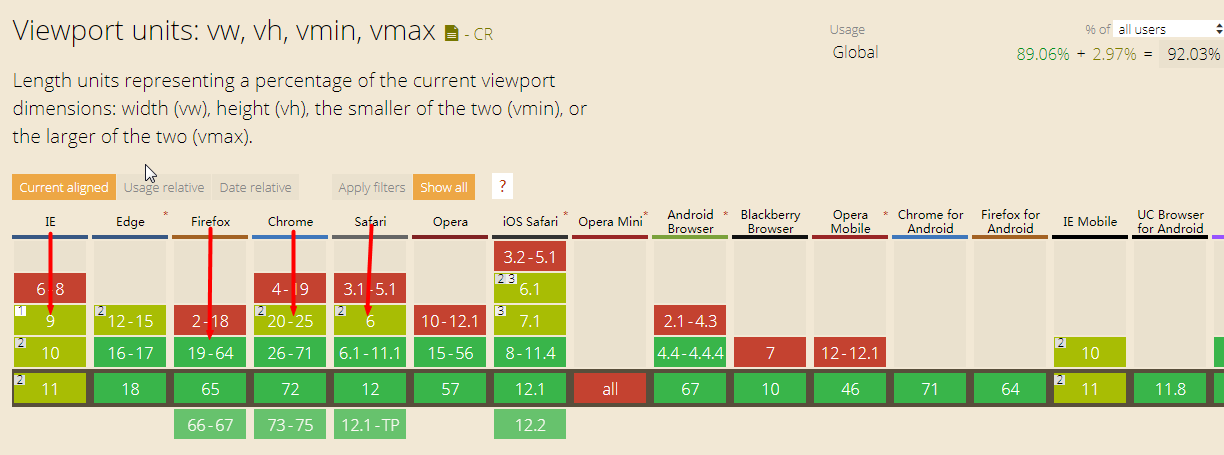 Viewport units: vw, vh, vmin, vmax - CR
Usage % of all users
Global 89.06% + 2.97% = 92.03%
Length units representing a percentage of the current viewport
dimensions: width (vw), height (vh), the smaller of the two (vmin), or
the larger of the two (vmax).
Current aligned Usage relative Date relative Apply filters Show all ?
IE Edge * Firefox Chrome Safari Opera iOS Safari * Opera Mini * Android Browser * Blackberry Browser Opera Mobile * Chrome for Android Firefox for Android IE Mobile UC Browser for Android
3.2-5.1
6-8 4-19 3.1-5.1 2 3 6.1
1 9 2 12-15 2-18 2 20-25 2 6 10-12.1 3 7.1 2.1-4.3
2 10 16-17 19-64 26-71 6.1-11.1 15-56 8-11.4 4.4-4.4.4 7 12-12.1 2 10
2 11 18 65 72 12 57 12.1 all 67 10 46 71 64 2 11 11.8
66-67 73-75 12.1-TP 12.2